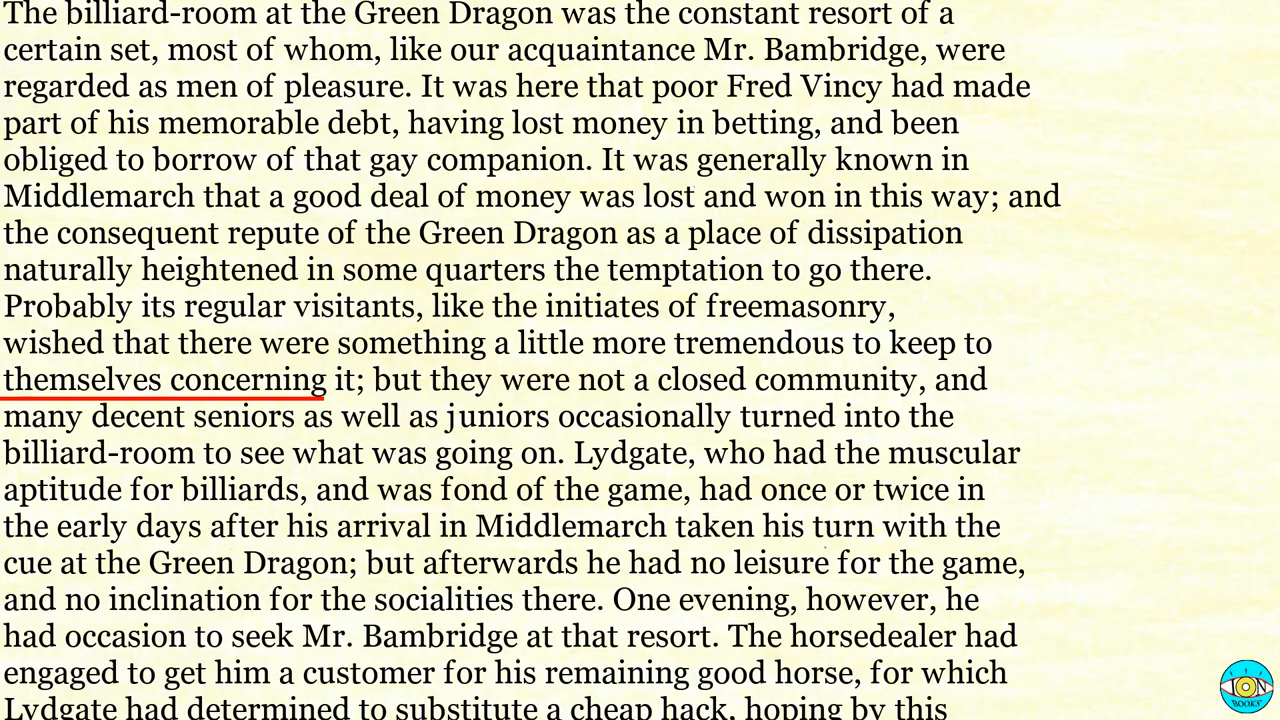 The billiard-room at the Green Dragon was the constant resort of a
certain set, most of whom, like our acquaintance Mr. Bambridge, were
regarded as men of pleasure. It was here that poor Fred Vincy had made
part of his memorable debt, having lost money in betting, and been
obliged to borrow of that gay companion. It was generally known in
Middlemarch that a good deal of money was lost and won in this way; and
the consequent repute of the Green Dragon as a place of dissipation
naturally heightened in some quarters the temptation to go there.
Probably its regular visitants, like the initiates of freemasonry,
wished that there were something a little more tremendous to keep to
themselves concerning it; but they were not a closed community, and
many decent seniors as well as juniors occasionally turned into the
billiard-room to see what was going on. Lydgate, who had the muscular
aptitude for billiards, and was fond of the game, had once or twice in
the early days after his arrival in Middlemarch taken his turn with the
cue at the Green Dragon; but afterwards he had no leisure for the game,
and no inclination for the socialities there. One evening, however, he
had occasion to seek Mr. Bambridge at that resort. The horsedealer had
engaged to get him a customer for his remaining good horse, for which
Lydgate had determined to substitute a cheap hack, hoping by this
ION
BOOKS